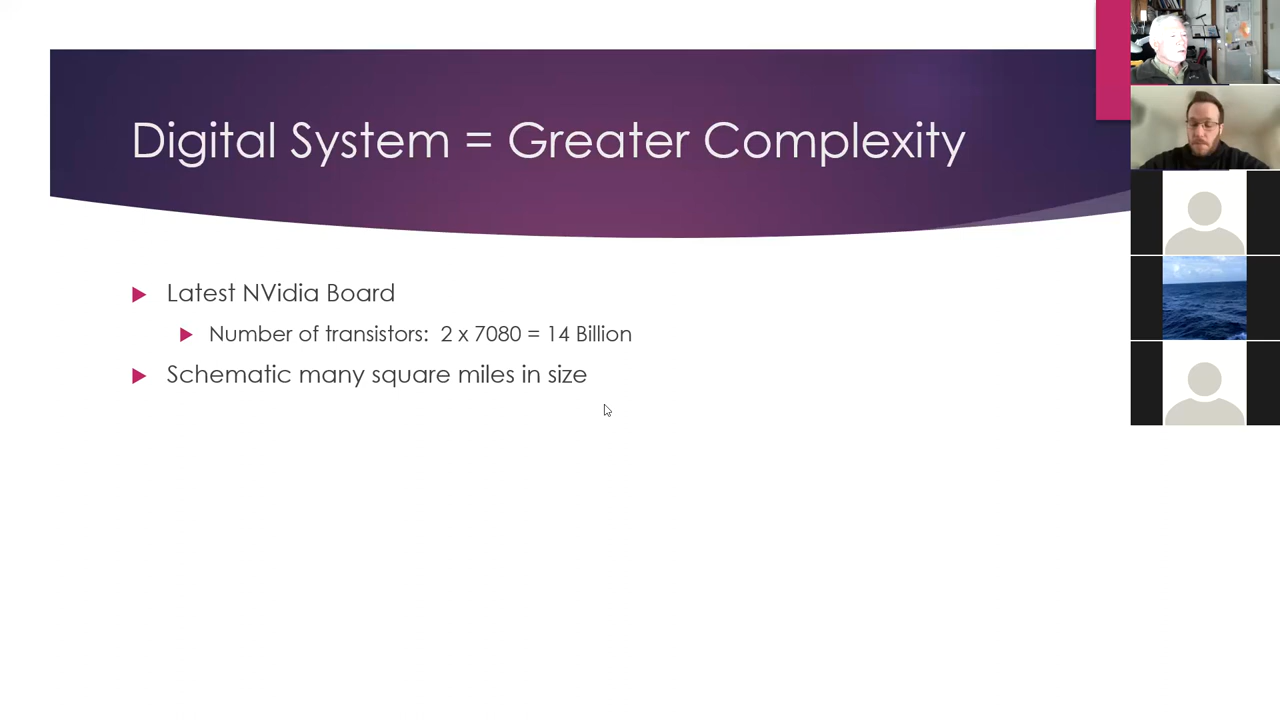 Digital System = Greater Complexity
Latest NVidia Board
Number of transistors: 2 x 7080 = 14 Billion
Schematic many square miles in size